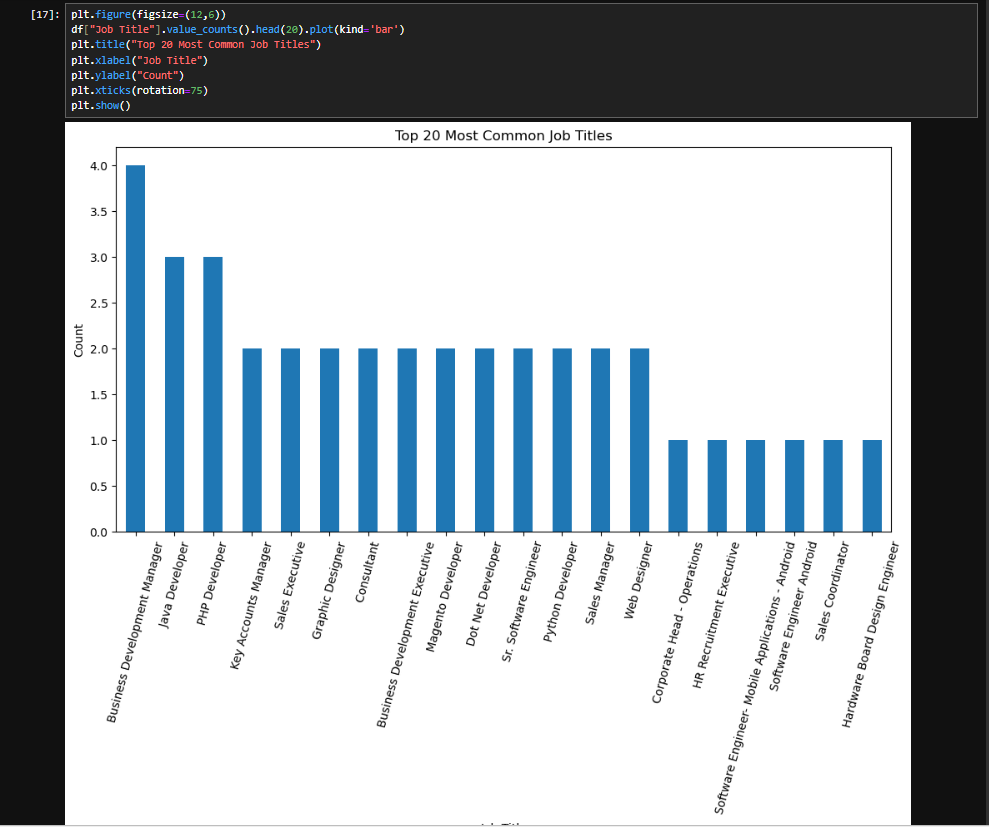 [17]:
plt.figure(figsize=(12,6))
df["Job Title"].value_counts().head(20).plot(kind='bar')
plt.title("Top 20 Most Common Job Titles")
plt.xlabel("Job Title")
plt.ylabel("Count")
plt.xticks(rotation=75)
plt.show()
Top 20 Most Common Job Titles
Count
4.0
3.5
3.0
2.5
2.0
1.5
1.0
0.5
0.0
Business Development Manager
Java Developer
PHP Developer
Key Accounts Manager
Sales Executive
Graphic Designer
Consultant
Business Development Executive
Magento Developer
Dot Net Developer
Sr. Software Engineer
Python Developer
Sales Manager
Web Designer
Corporate Head - Operations
HR Recruitment Executive
Software Engineer- Mobile Applications - Android
Software Engineer Android
Sales Coordinator
Hardware Board Design Engineer